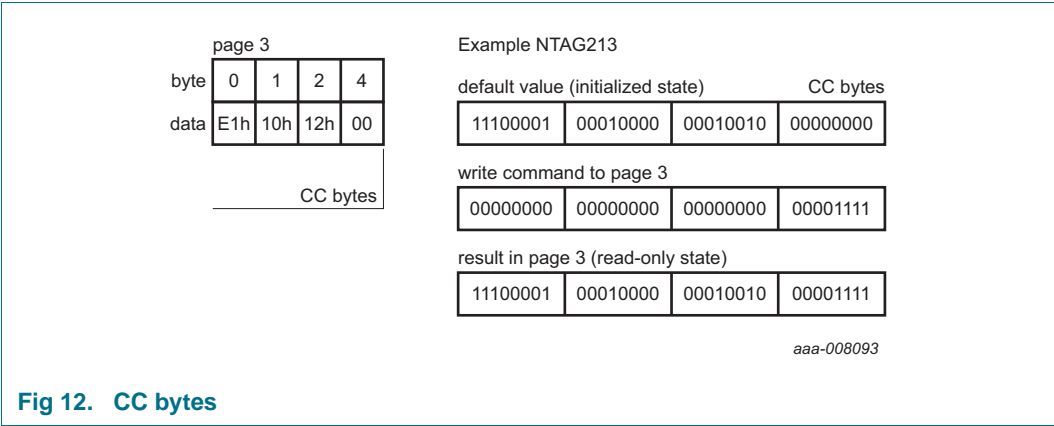 page 3
byte 0 1 2 4
data E1h 10h 12h 00
CC bytes
Example NTAG213
default value (initialized state) CC bytes
11100001 00010000 00010010 00000000
write command to page 3
00000000 00000000 00000000 00001111
result in page 3 (read-only state)
11100001 00010000 00010010 00001111
aaa-008093
Fig 12. CC bytes